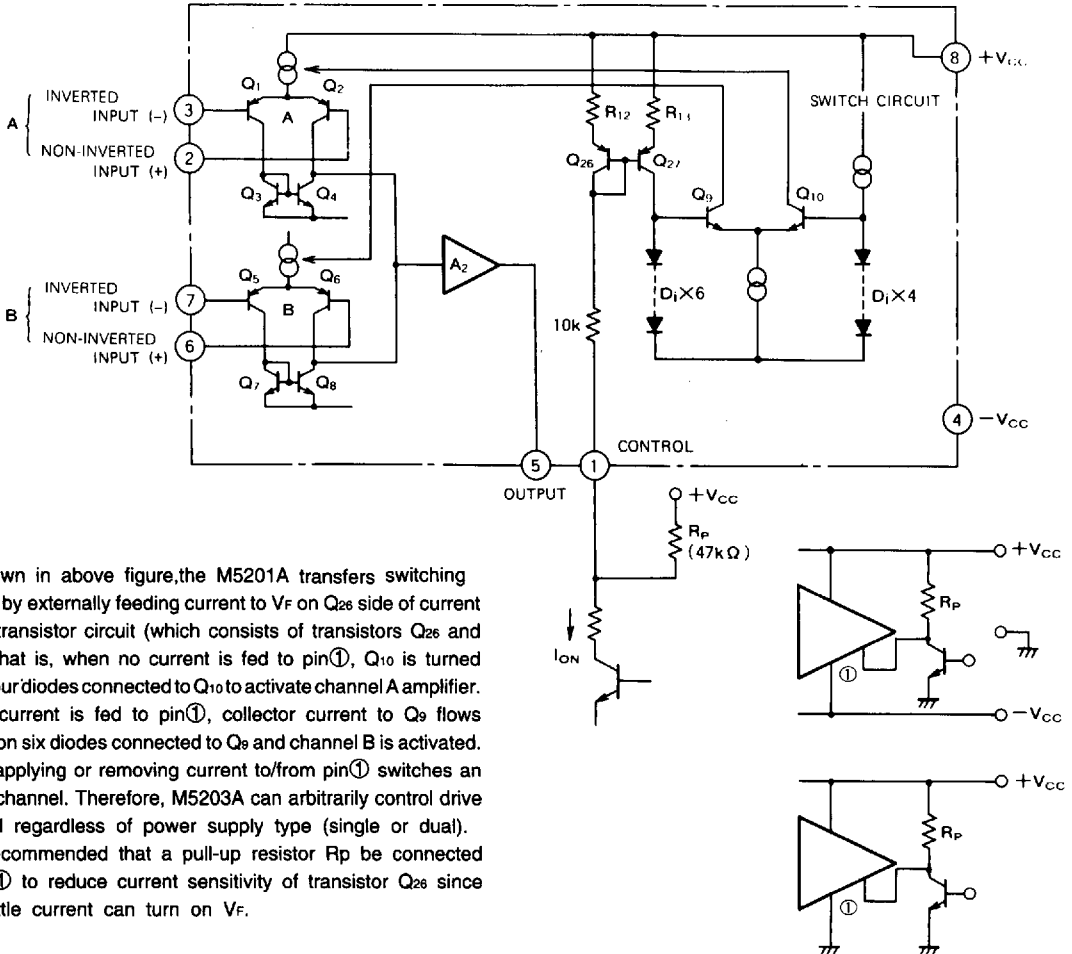 8
+VCC
SWITCH CIRCUIT
Q1
Q2
A
INVERTED
INPUT (-)
3
A
NON-INVERTED
INPUT (+)
2
Q3
Q4
R12
R13
Q26
Q27
Q9
Q10
Di×6
Di×4
10k
Q5
Q6
B
INVERTED
INPUT (-)
7
B
NON-INVERTED
INPUT (+)
6
Q7
Q8
A2
4
-VCC
CONTROL
5
1
OUTPUT
+VCC
RP
(47kΩ)
ION
+VCC
RP
①
-VCC
+VCC
RP
①
wn in above figure,the M5201A transfers switching
by externally feeding current to VF on Q26 side of current
transistor circuit (which consists of transistors Q26 and
hat is, when no current is fed to pin①, Q10 is turned
our diodes connected to Q10 to activate channel A amplifier.
current is fed to pin①, collector current to Q9 flows
on six diodes connected to Q9 and channel B is activated.
applying or removing current to/from pin① switches an
channel. Therefore, M5203A can arbitrarily control drive
l regardless of power supply type (single or dual).
commended that a pull-up resistor Rp be connected
① to reduce current sensitivity of transistor Q26 since
ttle current can turn on VF.